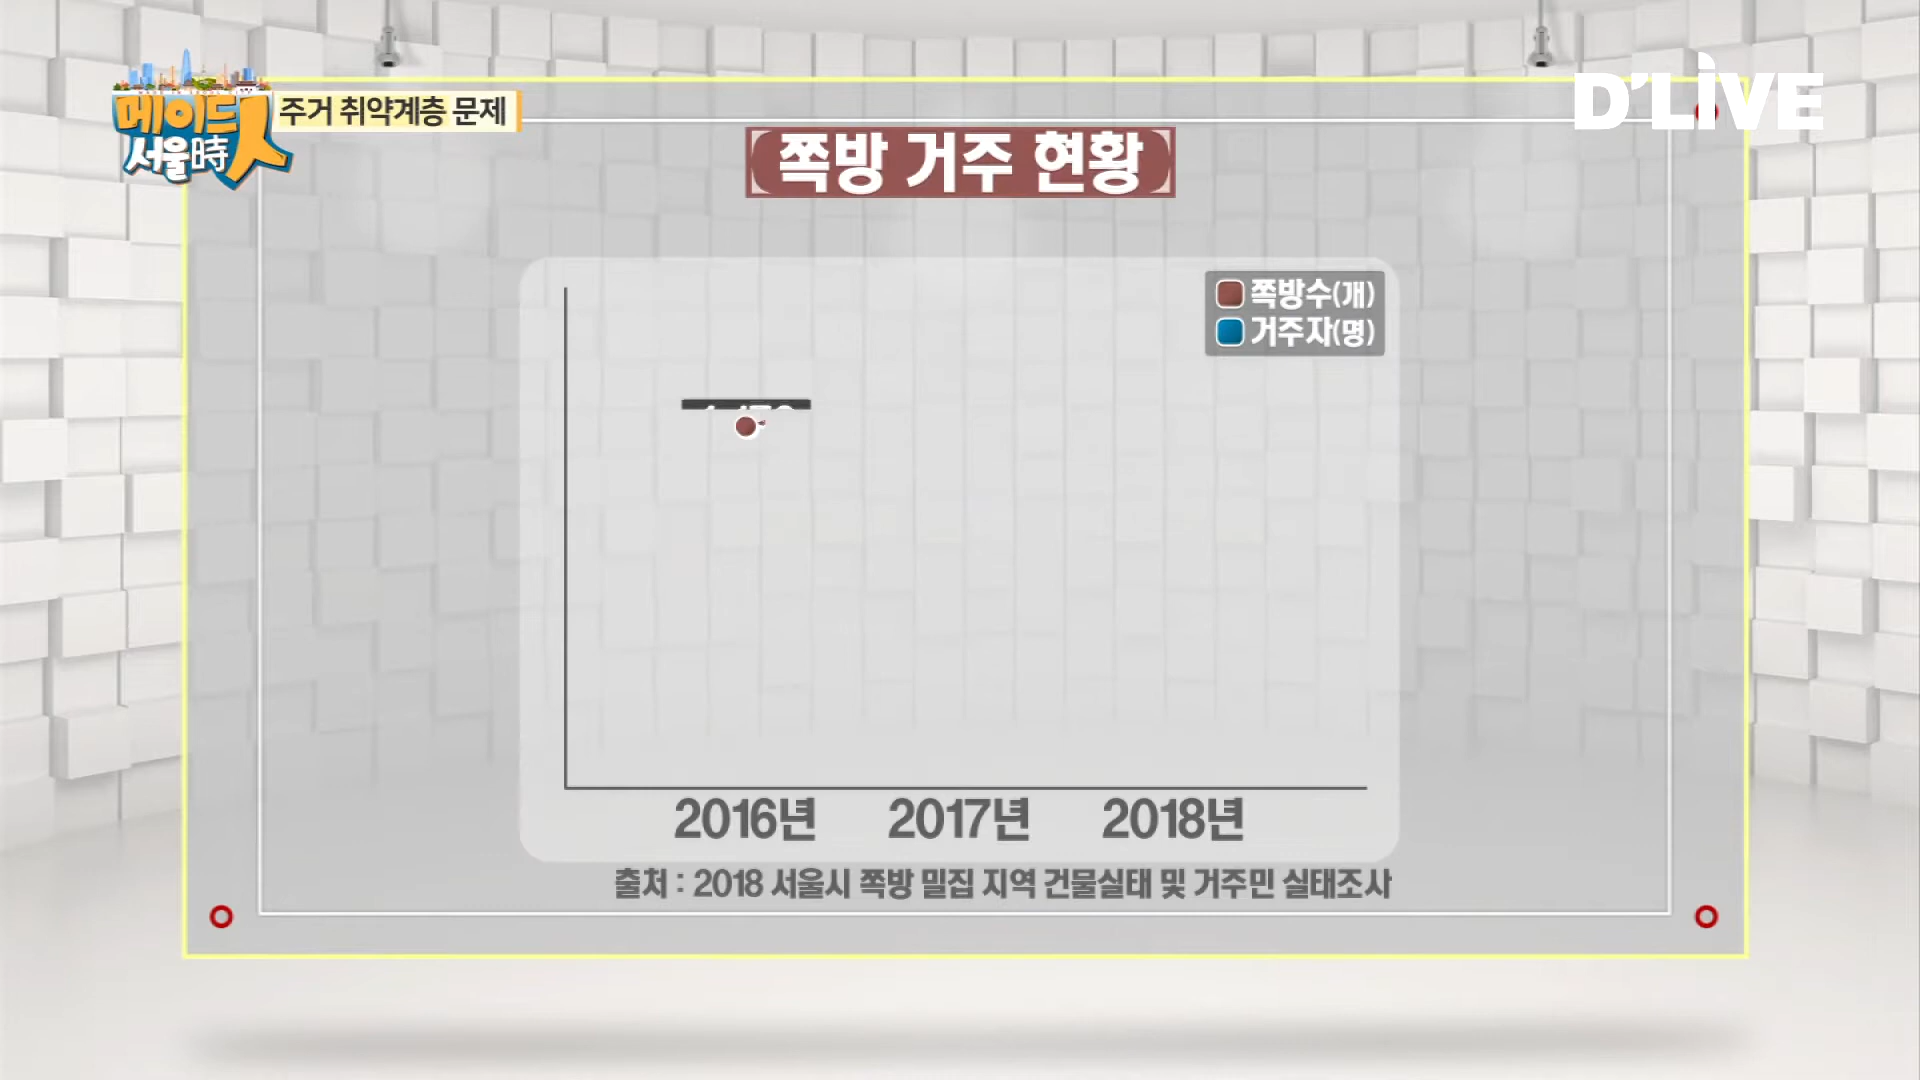 메이드人
서울時
주거 취약계층 문제
D'LIVE
쪽방 거주 현황
쪽방수(개)
거주자(명)
2016년 2017년 2018년
출처 : 2018 서울시 쪽방 밀집 지역 건물실태 및 거주민 실태조사